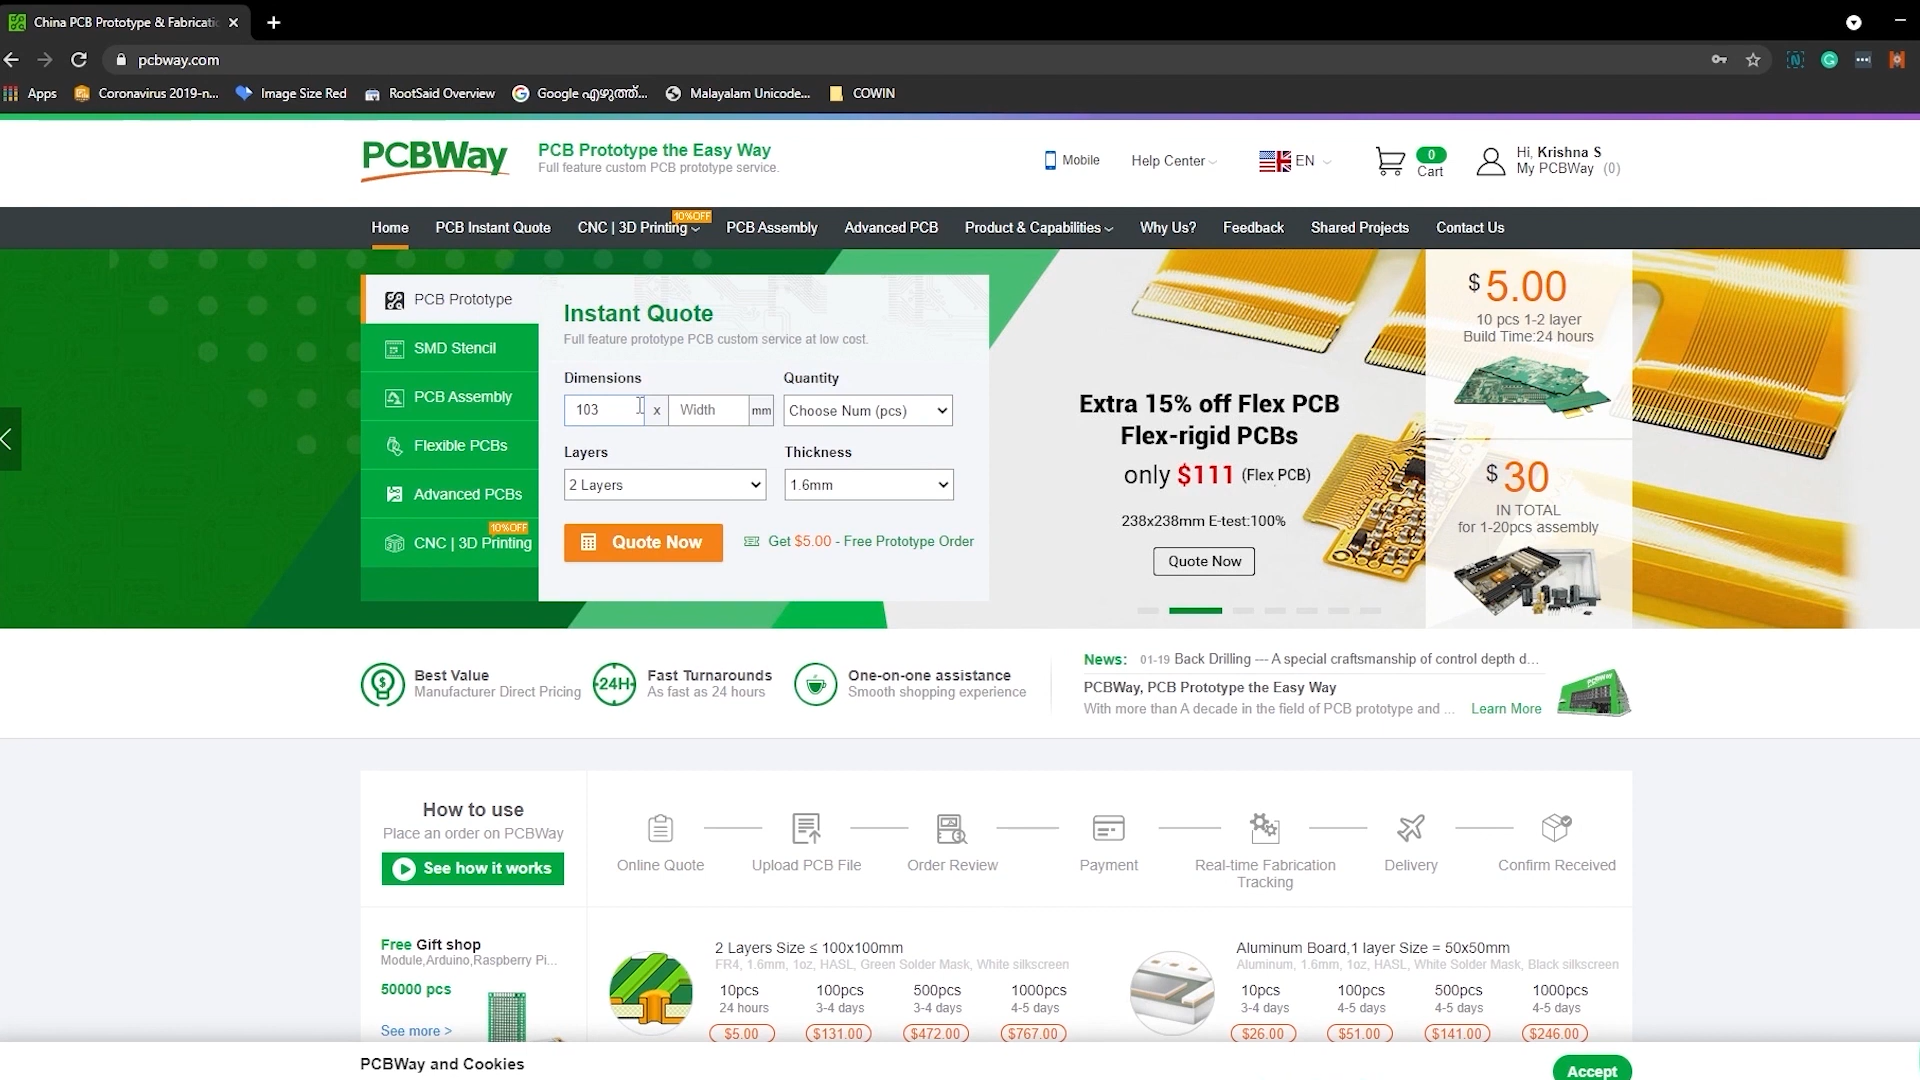 China PCB Prototype & Fabricati
pcbway.com
Apps
Coronavirus 2019-n...
Image Size Red
RootSaid Overview
Google എഴുത്ത്...
Malayalam Unicode...
COWIN
PCBWay
PCB Prototype the Easy Way
Full feature custom PCB prototype service.
Mobile
Help Center
EN
0
Cart
Hi, Krishna S
My PCBWay (0)
Home
PCB Instant Quote
CNC | 3D Printing
10%OFF
PCB Assembly
Advanced PCB
Product & Capabilities
Why Us?
Feedback
Shared Projects
Contact Us
PCB Prototype
SMD Stencil
PCB Assembly
Flexible PCBs
Advanced PCBs
10%OFF
CNC | 3D Printing
Instant Quote
Full feature prototype PCB custom service at low cost.
Dimensions
Quantity
103 x Width mm
Choose Num (pcs)
Layers
Thickness
2 Layers
1.6mm
Quote Now
Get $5.00 - Free Prototype Order
Extra 15% off Flex PCB
Flex-rigid PCBs
only $111 (Flex PCB)
238x238mm E-test:100%
Quote Now
$ 5.00
10 pcs 1-2 layer
Build Time:24 hours
$ 30
IN TOTAL
for 1-20pcs assembly
Best Value
Manufacturer Direct Pricing
24H
Fast Turnarounds
As fast as 24 hours
One-on-one assistance
Smooth shopping experience
News: 01-19 Back Drilling --- A special craftsmanship of control depth d...
PCBWay, PCB Prototype the Easy Way
With more than A decade in the field of PCB prototype and ... Learn More
How to use
Place an order on PCBWay
See how it works
Online Quote
Upload PCB File
Order Review
Payment
Real-time Fabrication
Tracking
Delivery
Confirm Received
Free Gift shop
Module,Arduino,Raspberry Pi...
50000 pcs
See more >
2 Layers Size ≤ 100x100mm
FR4, 1.6mm, 1oz, HASL, Green Solder Mask, White silkscreen
10pcs 100pcs 500pcs 1000pcs
24 hours 3-4 days 3-4 days 4-5 days
$5.00 $131.00 $472.00 $767.00
Aluminum Board,1 layer Size = 50x50mm
Aluminum, 1.6mm, 1oz, HASL, White Solder Mask, Black silkscreen
10pcs 100pcs 500pcs 1000pcs
3-4 days 4-5 days 4-5 days 4-5 days
$26.00 $51.00 $141.00 $246.00
PCBWay and Cookies
Accept